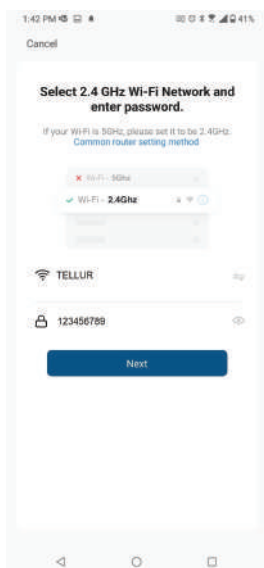 1:42 PM 41%
Cancel
Select 2.4 GHz Wi-Fi Network and
enter password.
If your Wi-Fi is 5GHz, please set it to be 2.4GHz.
Common router setting
method
Wi-Fi - 5Ghz
Wi-Fi - 2.4Ghz
TELLUR
123456789
Next